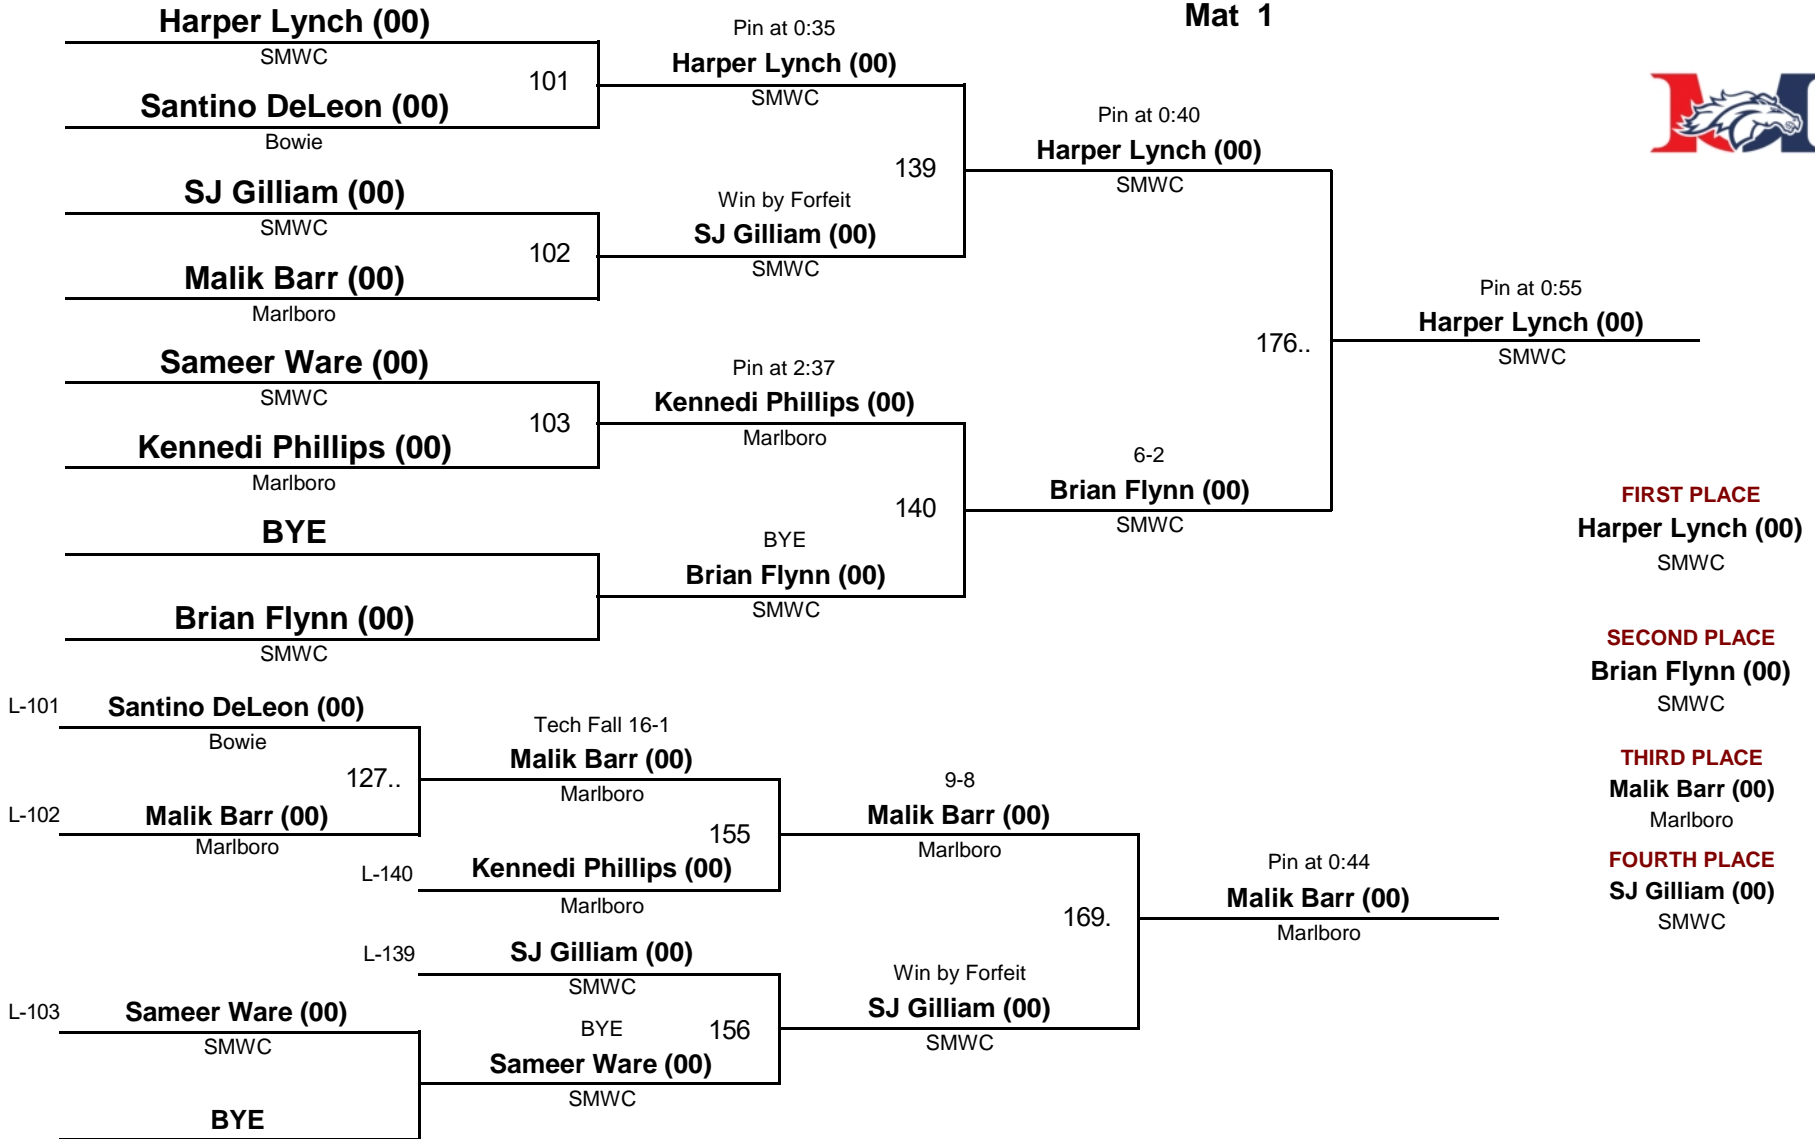 Mat 1
Harper Lynch (00)
SMWC
101
Santino DeLeon (00)
Bowie
SJ Gilliam (00)
SMWC
102
Malik Barr (00)
Marlboro
Sameer Ware (00)
SMWC
103
Kennedi Phillips (00)
Marlboro
BYE
Brian Flynn (00)
SMWC
Pin at 0:35
Harper Lynch (00)
SMWC
139
Win by Forfeit
SJ Gilliam (00)
SMWC
Pin at 2:37
Kennedi Phillips (00)
Marlboro
140
BYE
Brian Flynn (00)
SMWC
Pin at 0:40
Harper Lynch (00)
SMWC
176..
6-2
Brian Flynn (00)
SMWC
Pin at 0:55
Harper Lynch (00)
SMWC
FIRST PLACE
Harper Lynch (00)
SMWC
SECOND PLACE
Brian Flynn (00)
SMWC
THIRD PLACE
Malik Barr (00)
Marlboro
FOURTH PLACE
SJ Gilliam (00)
SMWC
L-101
Santino DeLeon (00)
Bowie
127..
L-102
Malik Barr (00)
Marlboro
Tech Fall 16-1
Malik Barr (00)
Marlboro
155
L-140
Kennedi Phillips (00)
Marlboro
L-139
SJ Gilliam (00)
SMWC
156
L-103
Sameer Ware (00)
SMWC
BYE
BYE
Sameer Ware (00)
SMWC
9-8
Malik Barr (00)
Marlboro
169.
Win by Forfeit
SJ Gilliam (00)
SMWC
Pin at 0:44
Malik Barr (00)
Marlboro